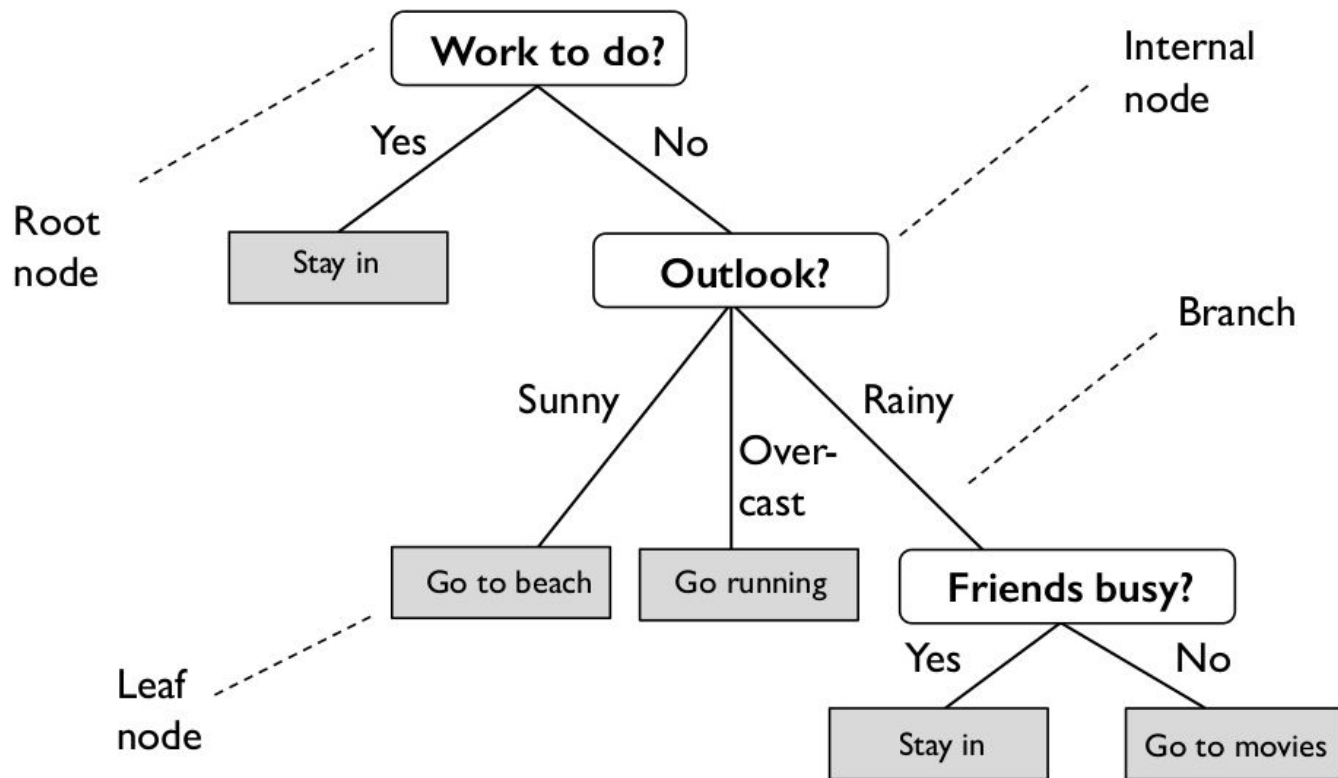 Work to do?
Internal
node
Yes
No
Root
node
Stay in
Outlook?
Branch
Sunny
Rainy
Over-
cast
Go to beach
Go running
Friends busy?
Yes
No
Leaf
node
Stay in
Go to movies